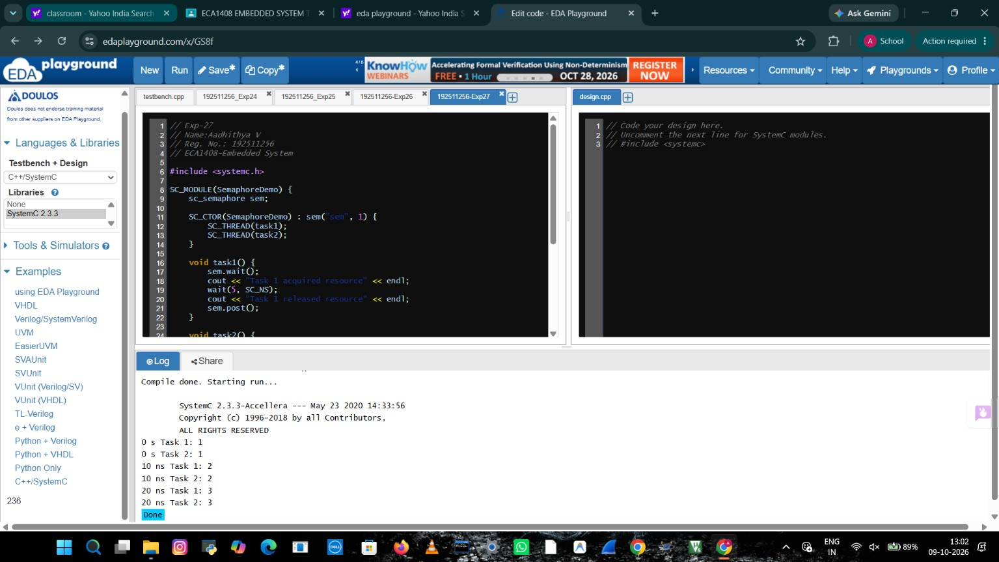 classroom - Yahoo India Search
ECA1408 EMBEDDED SYSTEM T
eda playground - Yahoo India S
Edit code - EDA Playground
Ask Gemini
edaplayground.com/x/GS8f
A School
Action required
EDA playground
New
Run
Save*
Copy*
4/6
KNOWHOW WEBINARS
Accelerating Formal Verification Using Non-Determinism
FREE • 1 Hour
OCT 28, 2026
REGISTER NOW
Resources
Community
Help
Playgrounds
Profile
DOULOS
Doulos does not endorse training material
from other suppliers on EDA Playground.
Languages & Libraries
Testbench + Design
C++/SystemC
Libraries
None
SystemC 2.3.3
Tools & Simulators
Examples
using EDA Playground
VHDL
Verilog/SystemVerilog
UVM
EasierUVM
SVAUnit
SVUnit
VUnit (Verilog/SV)
VUnit (VHDL)
TL-Verilog
e + Verilog
Python + Verilog
Python + VHDL
Python Only
C++/SystemC
236
testbench.cpp
192511256_Exp24
192511256_Exp25
192511256-Exp26
192511256-Exp27
1 // Exp-27
2 // Name:Aadhithya V
3 // Reg. No.: 192511256
4 // ECA1408-Embedded System
5
6 #include <systemc.h>
7
8 SC_MODULE(SemaphoreDemo) {
9 sc_semaphore sem;
10
11 SC_CTOR(SemaphoreDemo) : sem("sem", 1) {
12 SC_THREAD(task1);
13 SC_THREAD(task2);
14 }
15
16 void task1() {
17 sem.wait();
18 cout << "Task 1 acquired resource" << endl;
19 wait(5, SC_NS);
20 cout << "Task 1 released resource" << endl;
21 sem.post();
22 }
23
24 void task2() {
design.cpp
1 // Code your design here.
2 // Uncomment the next line for SystemC modules.
3 // #include <systemc>
Log
Share
Compile done. Starting run...
SystemC 2.3.3-Accellera --- May 23 2020 14:33:56
Copyright (c) 1996-2018 by all Contributors,
ALL RIGHTS RESERVED
0 s Task 1: 1
0 s Task 2: 1
10 ns Task 1: 2
10 ns Task 2: 2
20 ns Task 1: 3
20 ns Task 2: 3
Done
DELL
MySQL
ENG
IN
89%
13:02
09-10-2026